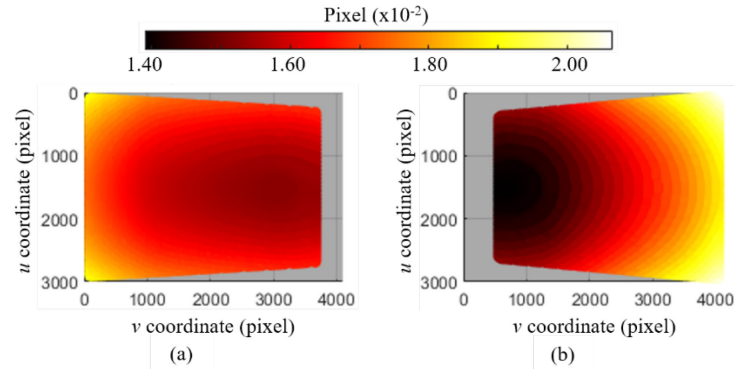 Pixel (x10-2)
1.40 1.60 1.80 2.00
0
1000
2000
3000
u coordinate (pixel)
0 1000 2000 3000 4000
v coordinate (pixel)
(a)
0
1000
2000
3000
u coordinate (pixel)
0 1000 2000 3000 4000
v coordinate (pixel)
(b)